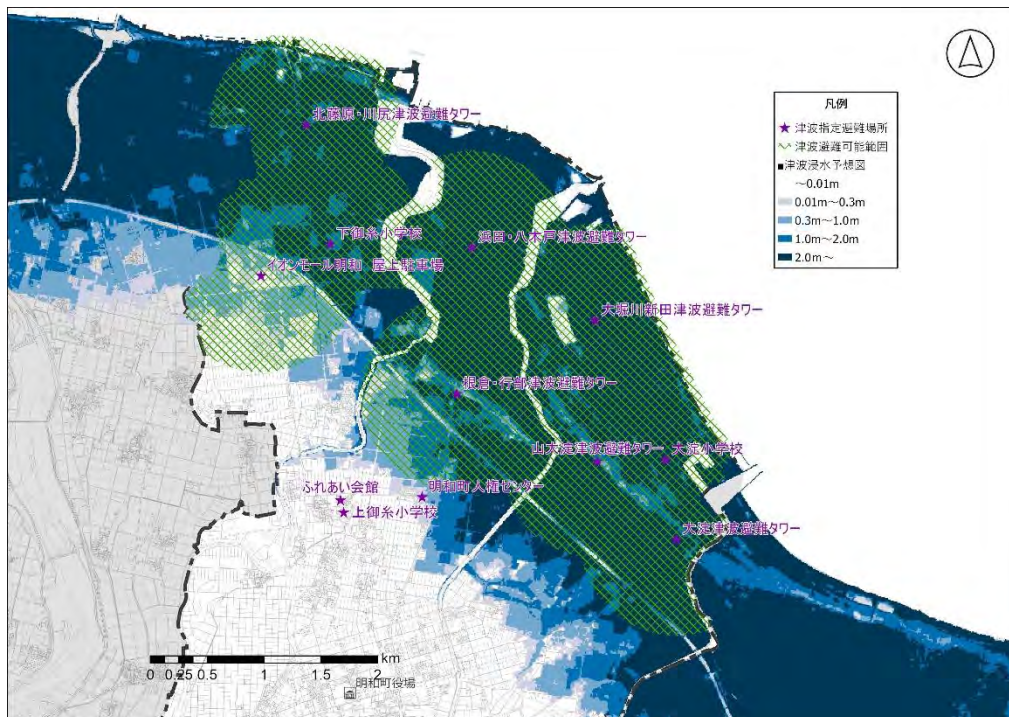 北藤原・川尻津波避難タワー
下御糸小学校
浜田・八木戸津波避難タワー
イオンモール明和 屋上駐車場
大堀川新田津波避難タワー
根倉・行部津波避難タワー
山大淀津波避難タワー
大淀小学校
ふれあい会館
明和町人権センター
上御糸小学校
大淀津波避難タワー
凡例
津波指定避難場所
津波避難可能範囲
津波浸水予想図
～0.01m
0.01m～0.3m
0.3m～1.0m
1.0m～2.0m
2.0m～
km
0 0.25 0.5 1 1.5 2
明和町役場